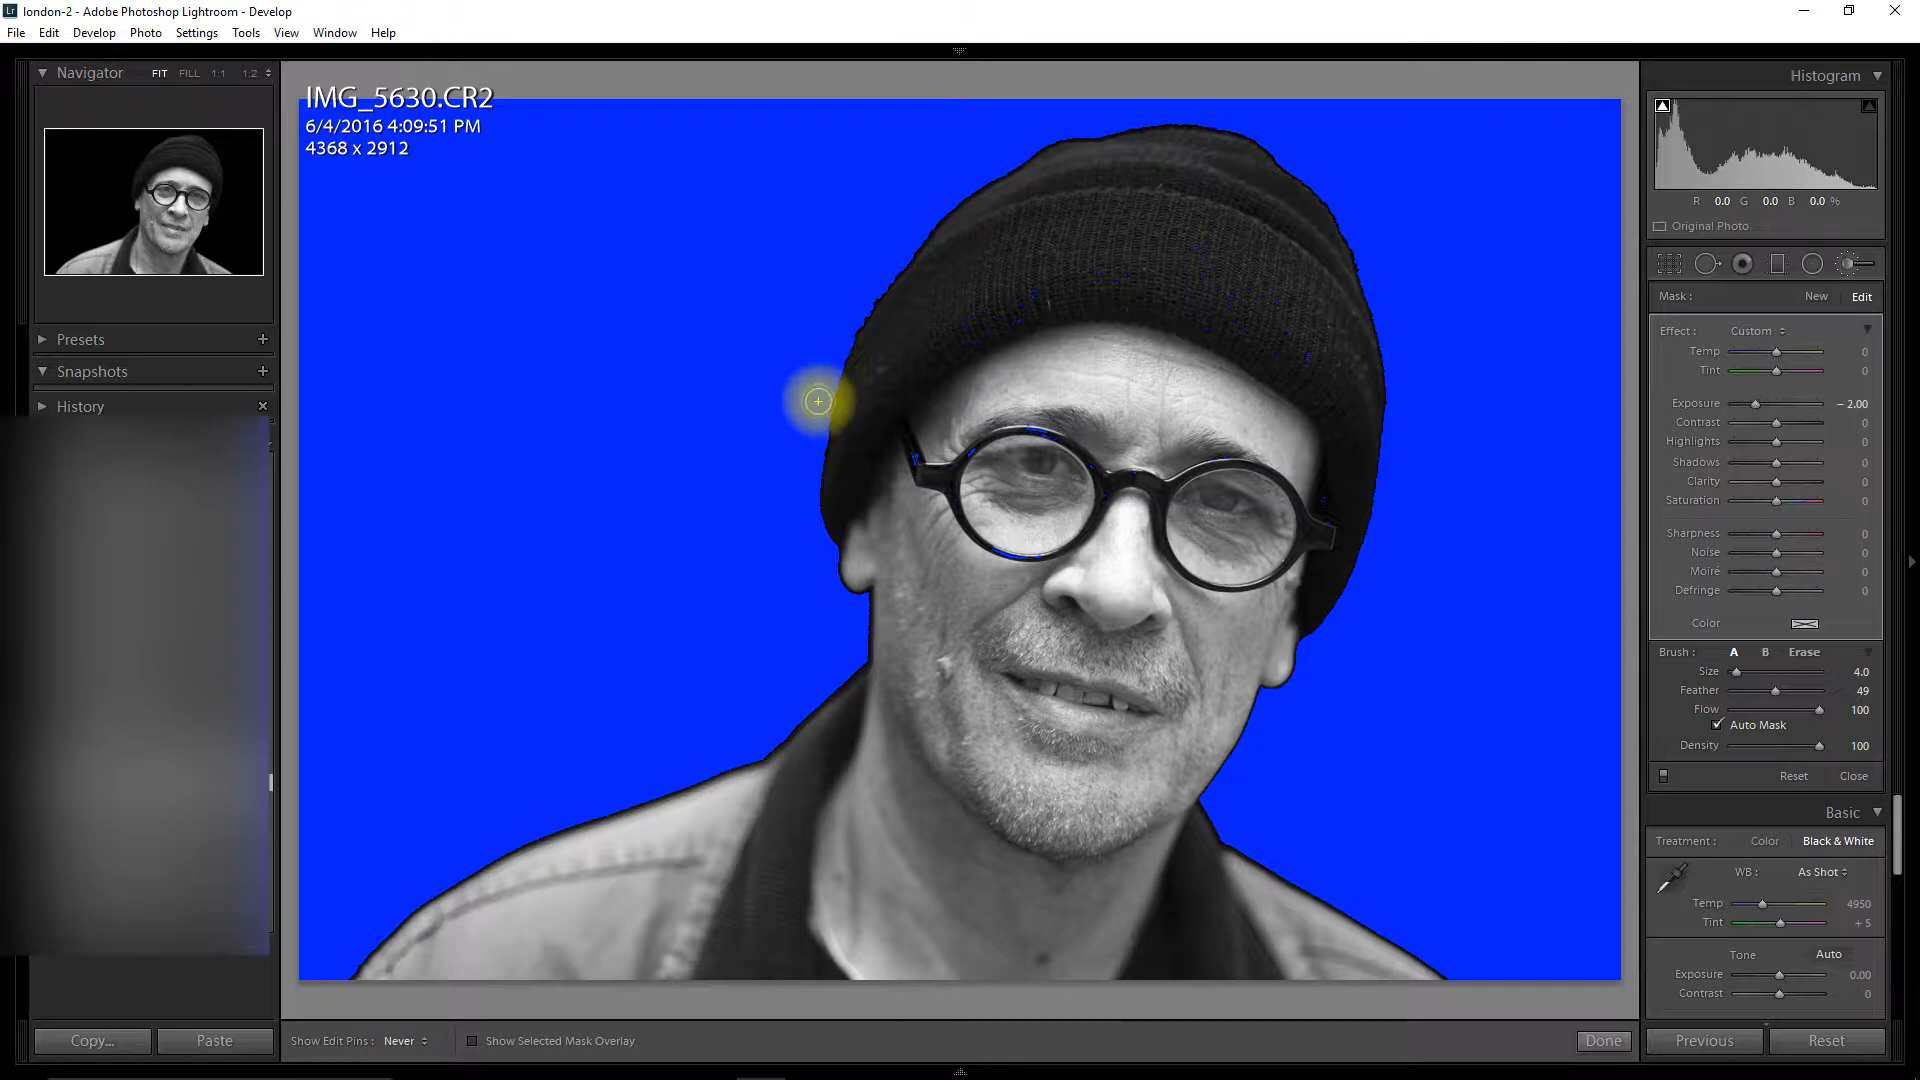 london-2 - Adobe Photoshop Lightroom - Develop
File Edit Develop Photo Settings Tools View Window Help
Navigator FIT FILL 1:1 1:2
Presets
Snapshots
History
Copy... Paste
IMG_5630.CR2
6/4/2016 4:09:51 PM
4368 x 2912
Show Edit Pins : Never Show Selected Mask Overlay Done
Histogram
R 0.0 G 0.0 B 0.0 %
Original Photo
Mask : New Edit
Effect : Custom
Temp 0
Tint 0
Exposure – 2.00
Contrast 0
Highlights 0
Shadows 0
Clarity 0
Saturation 0
Sharpness 0
Noise 0
Moiré 0
Defringe 0
Color
Brush : A B Erase
Size 4.0
Feather 49
Flow 100
Auto Mask
Density 100
Reset Close
Basic
Treatment : Color Black & White
WB : As Shot
Temp 4950
Tint + 5
Tone Auto
Exposure 0.00
Contrast 0
Previous Reset